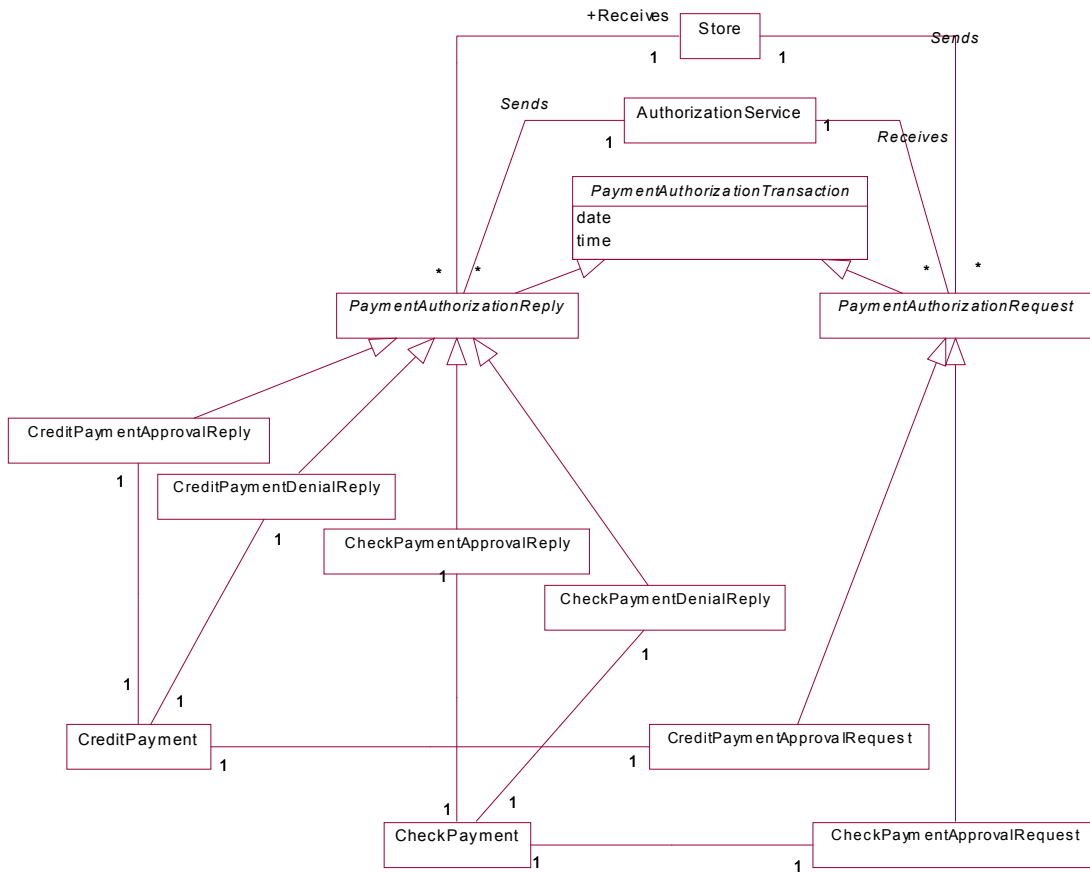 +Receives
Store
Sends
1
1
Sends
AuthorizationService
1
1
Receives
PaymentAuthorizationTransaction
date
time
*
*
*
*
PaymentAuthorizationReply
PaymentAuthorizationRequest
CreditPaymentApprovalReply
1
CreditPaymentDenialReply
1
CheckPaymentApprovalReply
1
CheckPaymentDenialReply
1
1
1
CreditPayment
1
1
CreditPaymentApprovalRequest
1
1
CheckPayment
1
1
CheckPaymentApprovalRequest